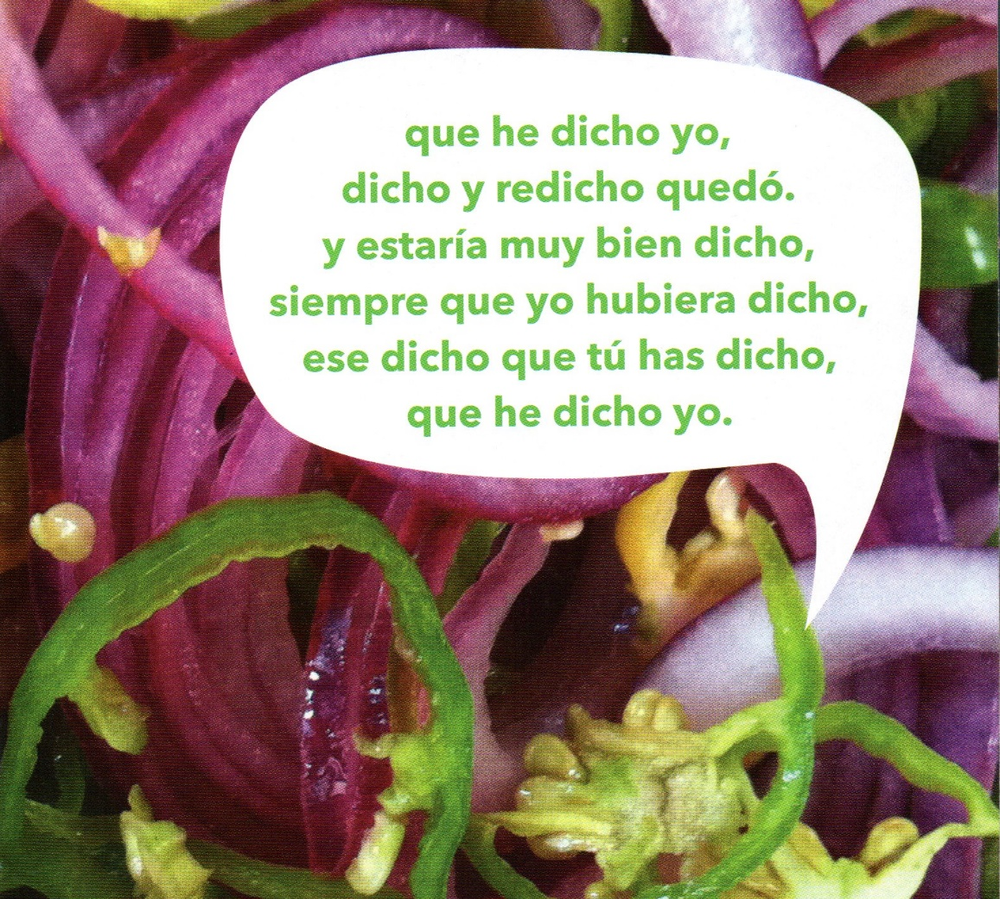 que he dicho yo,
dicho y redicho quedó.
y estaría muy bien dicho,
siempre que yo hubiera dicho,
ese dicho que tú has dicho,
que he dicho yo.